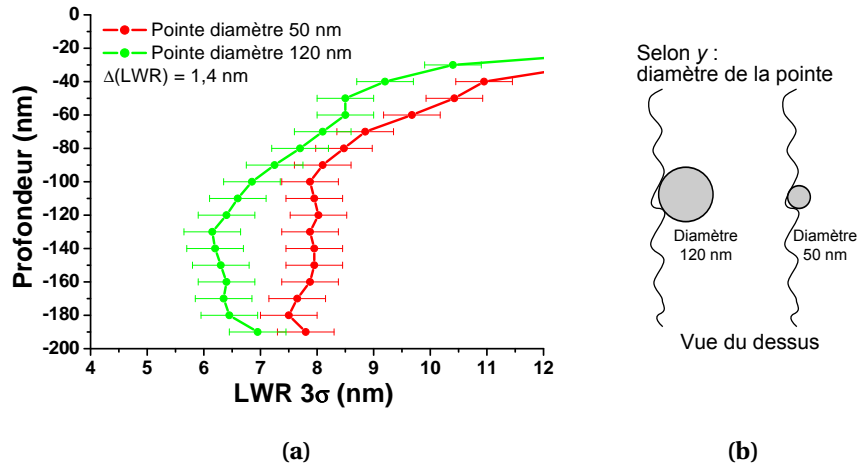 Pointe diamètre 50 nm
Pointe diamètre 120 nm
Δ(LWR) = 1,4 nm
Profondeur (nm)
0
-20
-40
-60
-80
-100
-120
-140
-160
-180
-200
4 5 6 7 8 9 10 11 12
LWR 3σ (nm)
(a)
Selon y :
diamètre de la pointe
Diamètre
120 nm
Diamètre
50 nm
Vue du dessus
(b)